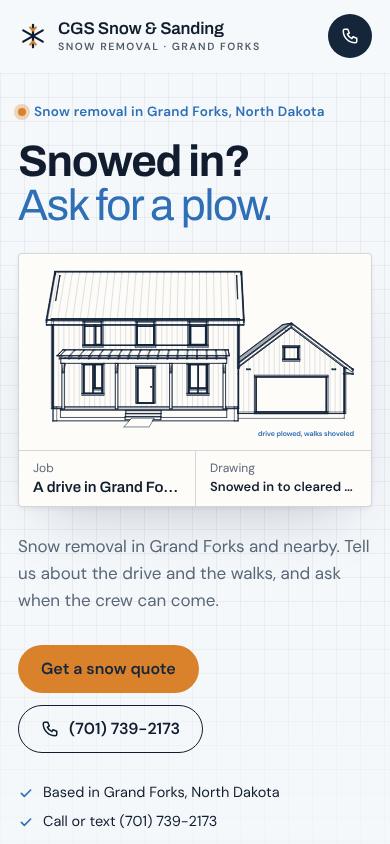 CGS Snow & Sanding
SNOW REMOVAL · GRAND FORKS
Snow removal in Grand Forks, North Dakota
Snowed in?
Ask for a plow.
drive plowed, walks shoveled
Job
A drive in Grand Fo...
Drawing
Snowed in to cleared ...
Snow removal in Grand Forks and nearby. Tell
us about the drive and the walks, and ask
when the crew can come.
Get a snow quote
(701) 739-2173
Based in Grand Forks, North Dakota
Call or text (701) 739-2173